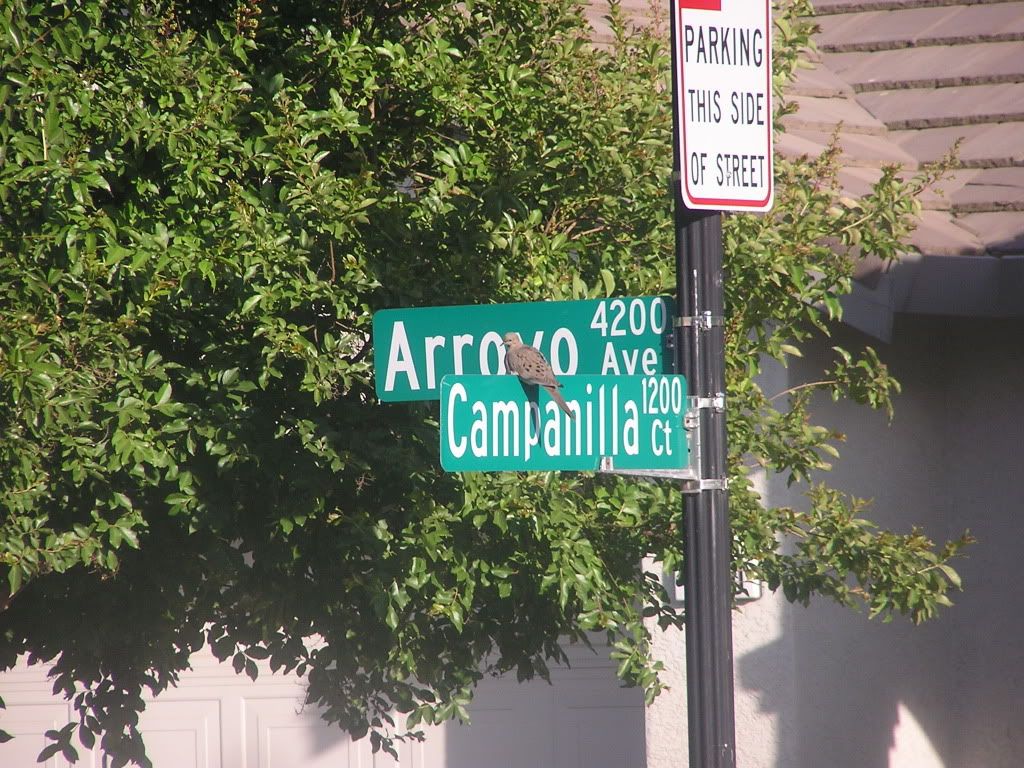 PARKING
THIS SIDE
OF STREET
Arroyo 4200 Ave
Campanilla 1200 Ct